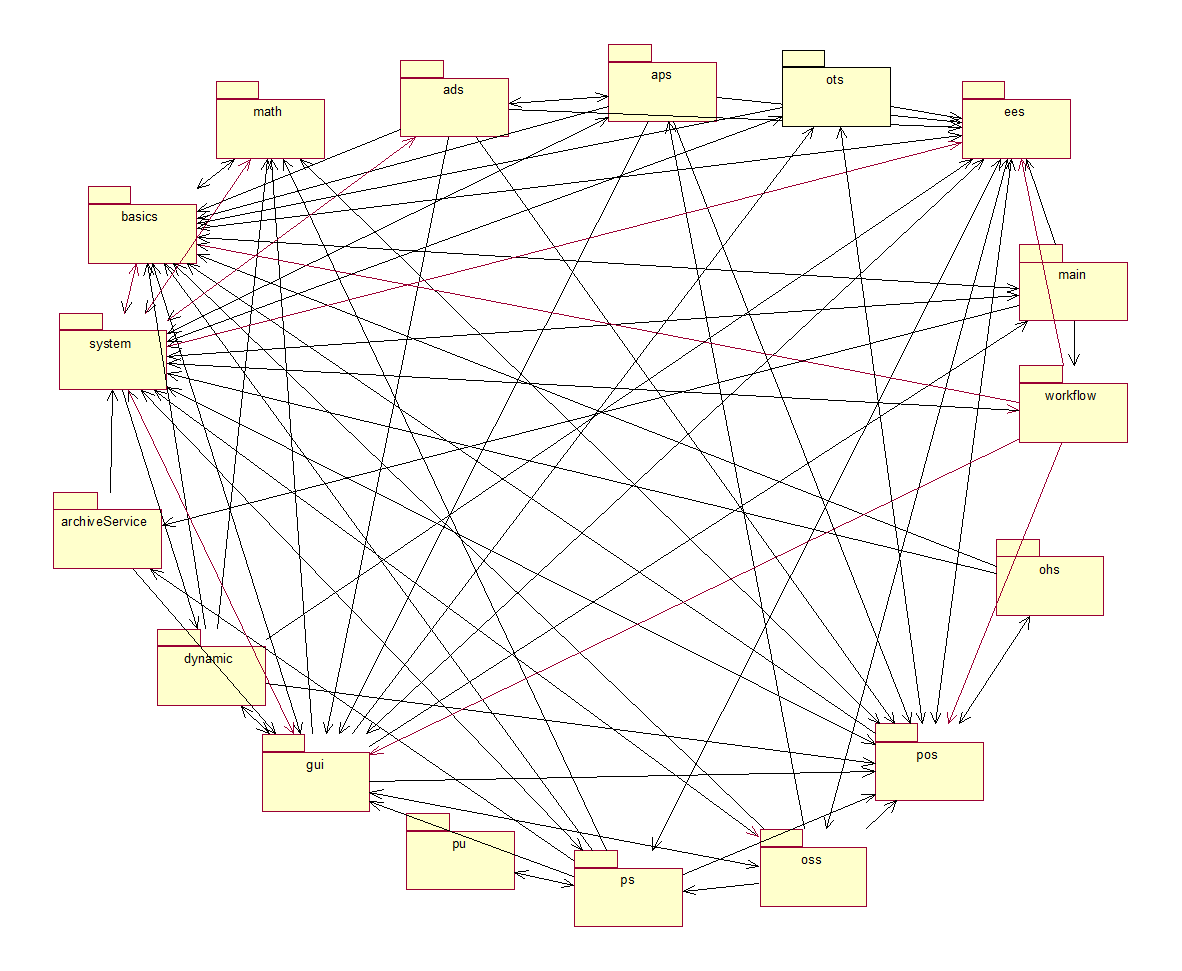 aps
ots
ads
math
ees
basics
main
system
workflow
archiveService
ohs
dynamic
pos
gui
pu
oss
ps